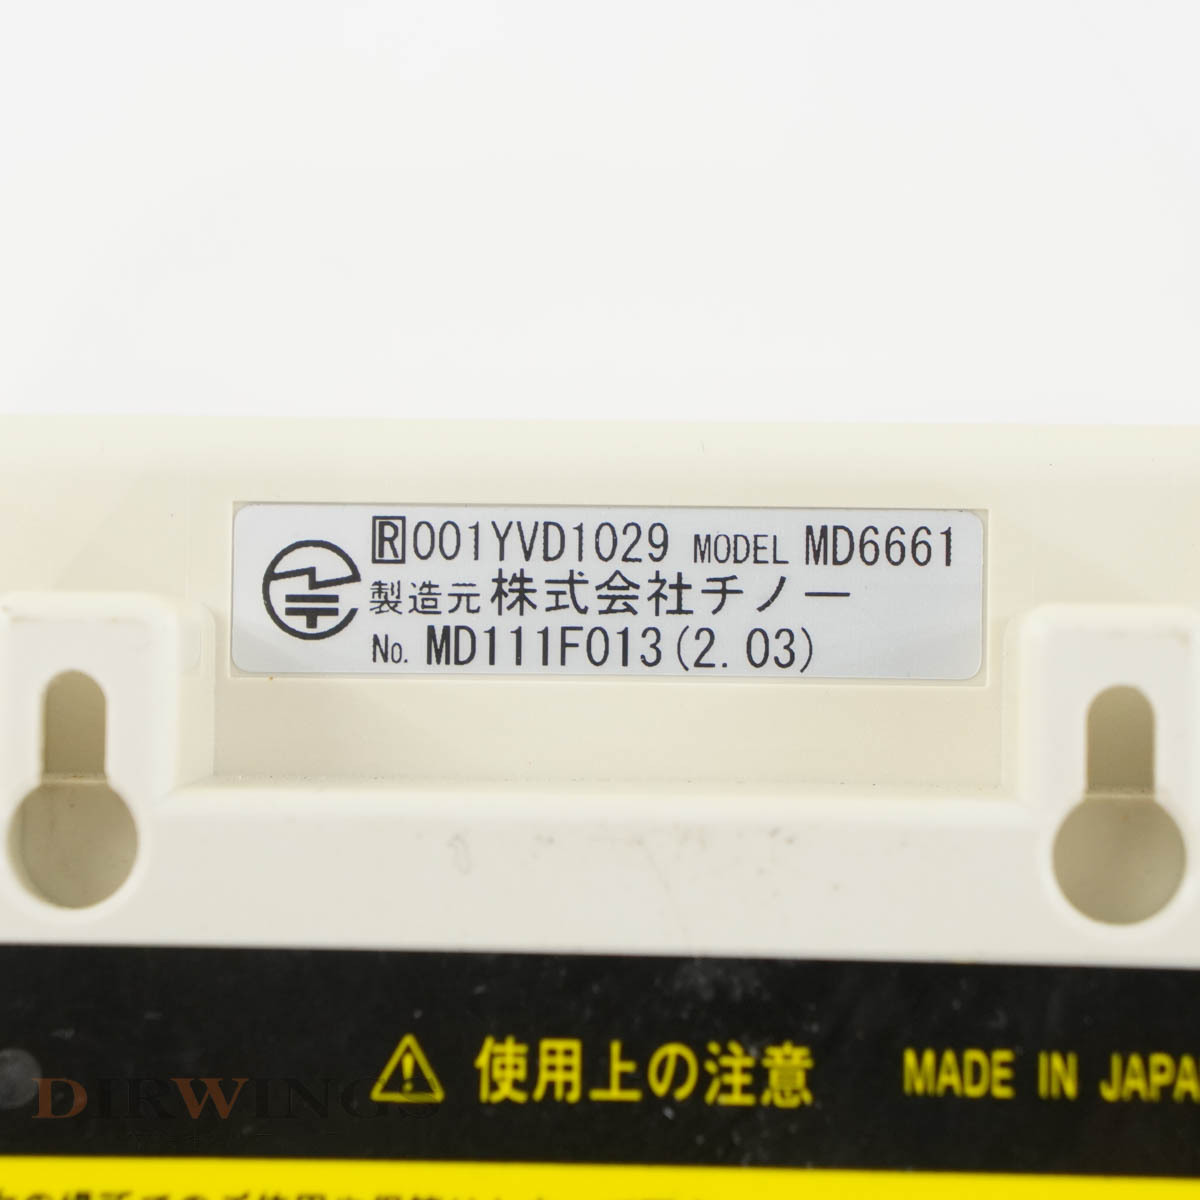 R 001YVD1029 MODEL MD6661
製造元 株式会社チノー
No. MD111F013(2.03)
使用上の注意 MADE IN JAPA
DIRWINGS